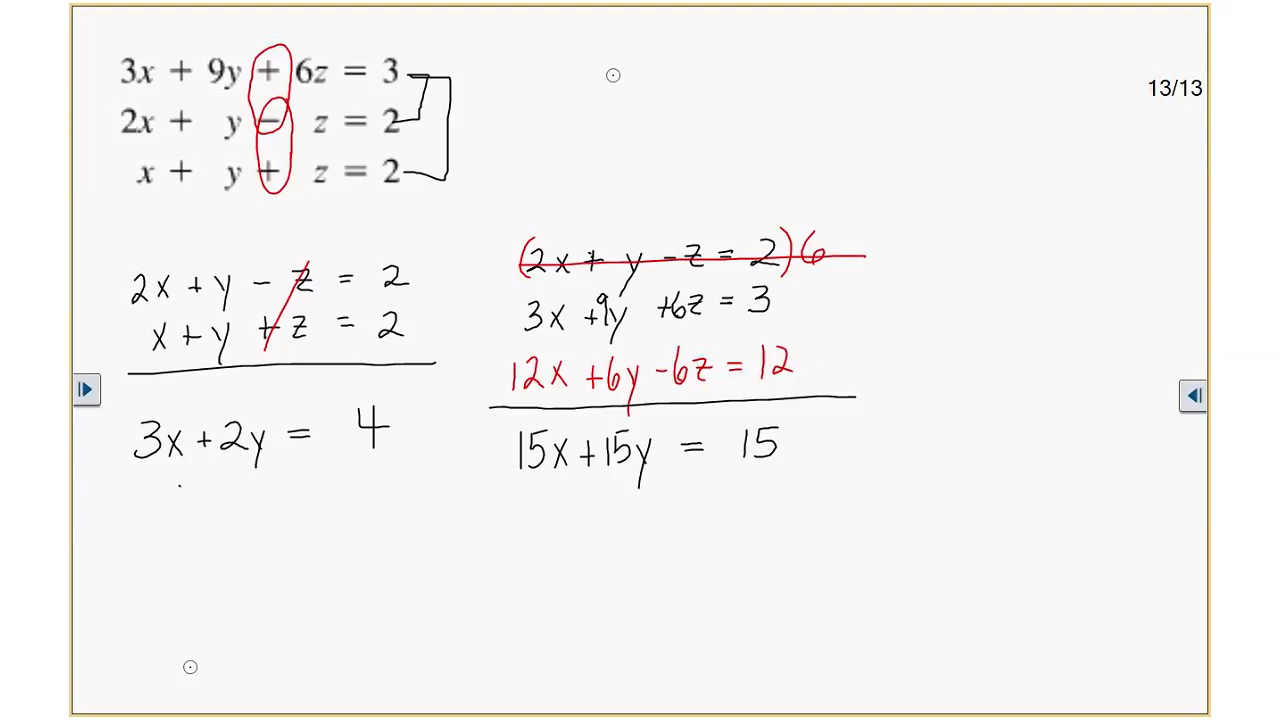 3x + 9y + 6z = 3
2x + y − z = 2
x + y + z = 2
13/13
2x + y − z = 2
x + y + z = 2
3x + 2y = 4
(2x + y − z = 2) 6
3x + 9y + 6z = 3
12x + 6y − 6z = 12
15x + 15y = 15